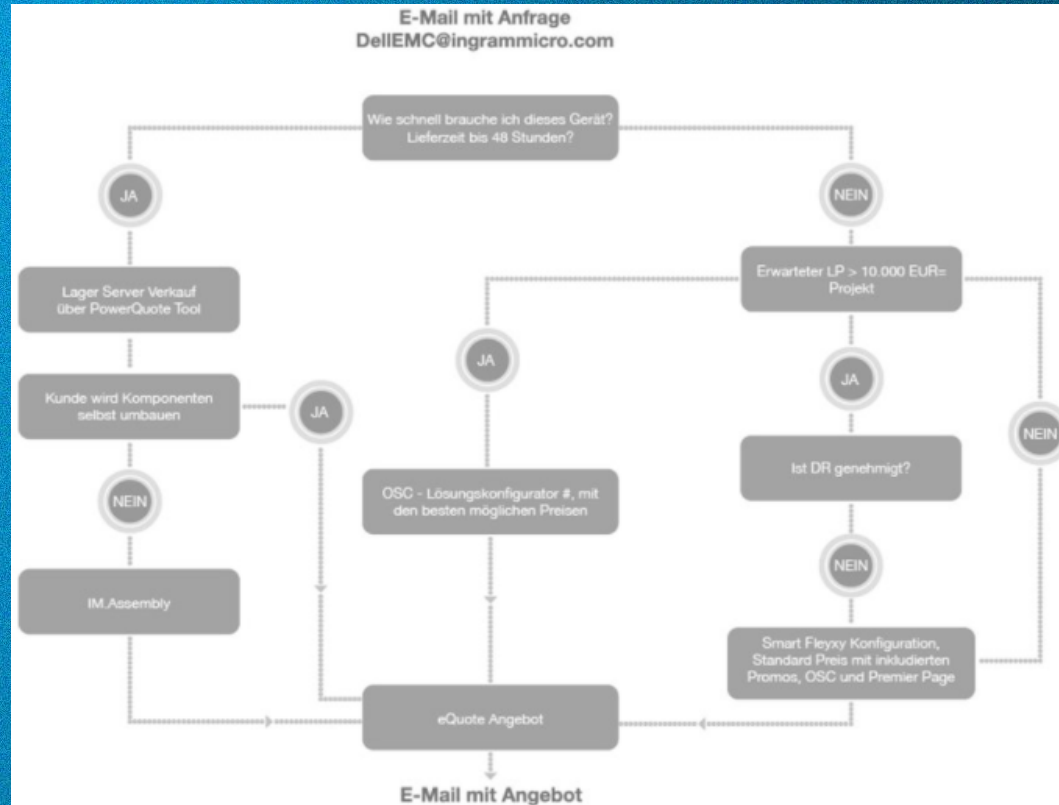 E-Mail mit Anfrage
DellEMC@ingrammicro.com
Wie schnell brauche ich dieses Gerät?
Lieferzeit bis 48 Stunden?
JA
NEIN
Lager Server Verkauf
über PowerQuote Tool
Erwarteter LP > 10.000 EUR=
Projekt
JA
JA
Kunde wird Komponenten
selbst umbauen
JA
NEIN
Ist DR genehmigt?
NEIN
OSC - Lösungskonfigurator #, mit
den besten möglichen Preisen
NEIN
IM.Assembly
Smart Fleyxy Konfiguration,
Standard Preis mit inkludierten
Promos, OSC und Premier Page
eQuote Angebot
E-Mail mit Angebot